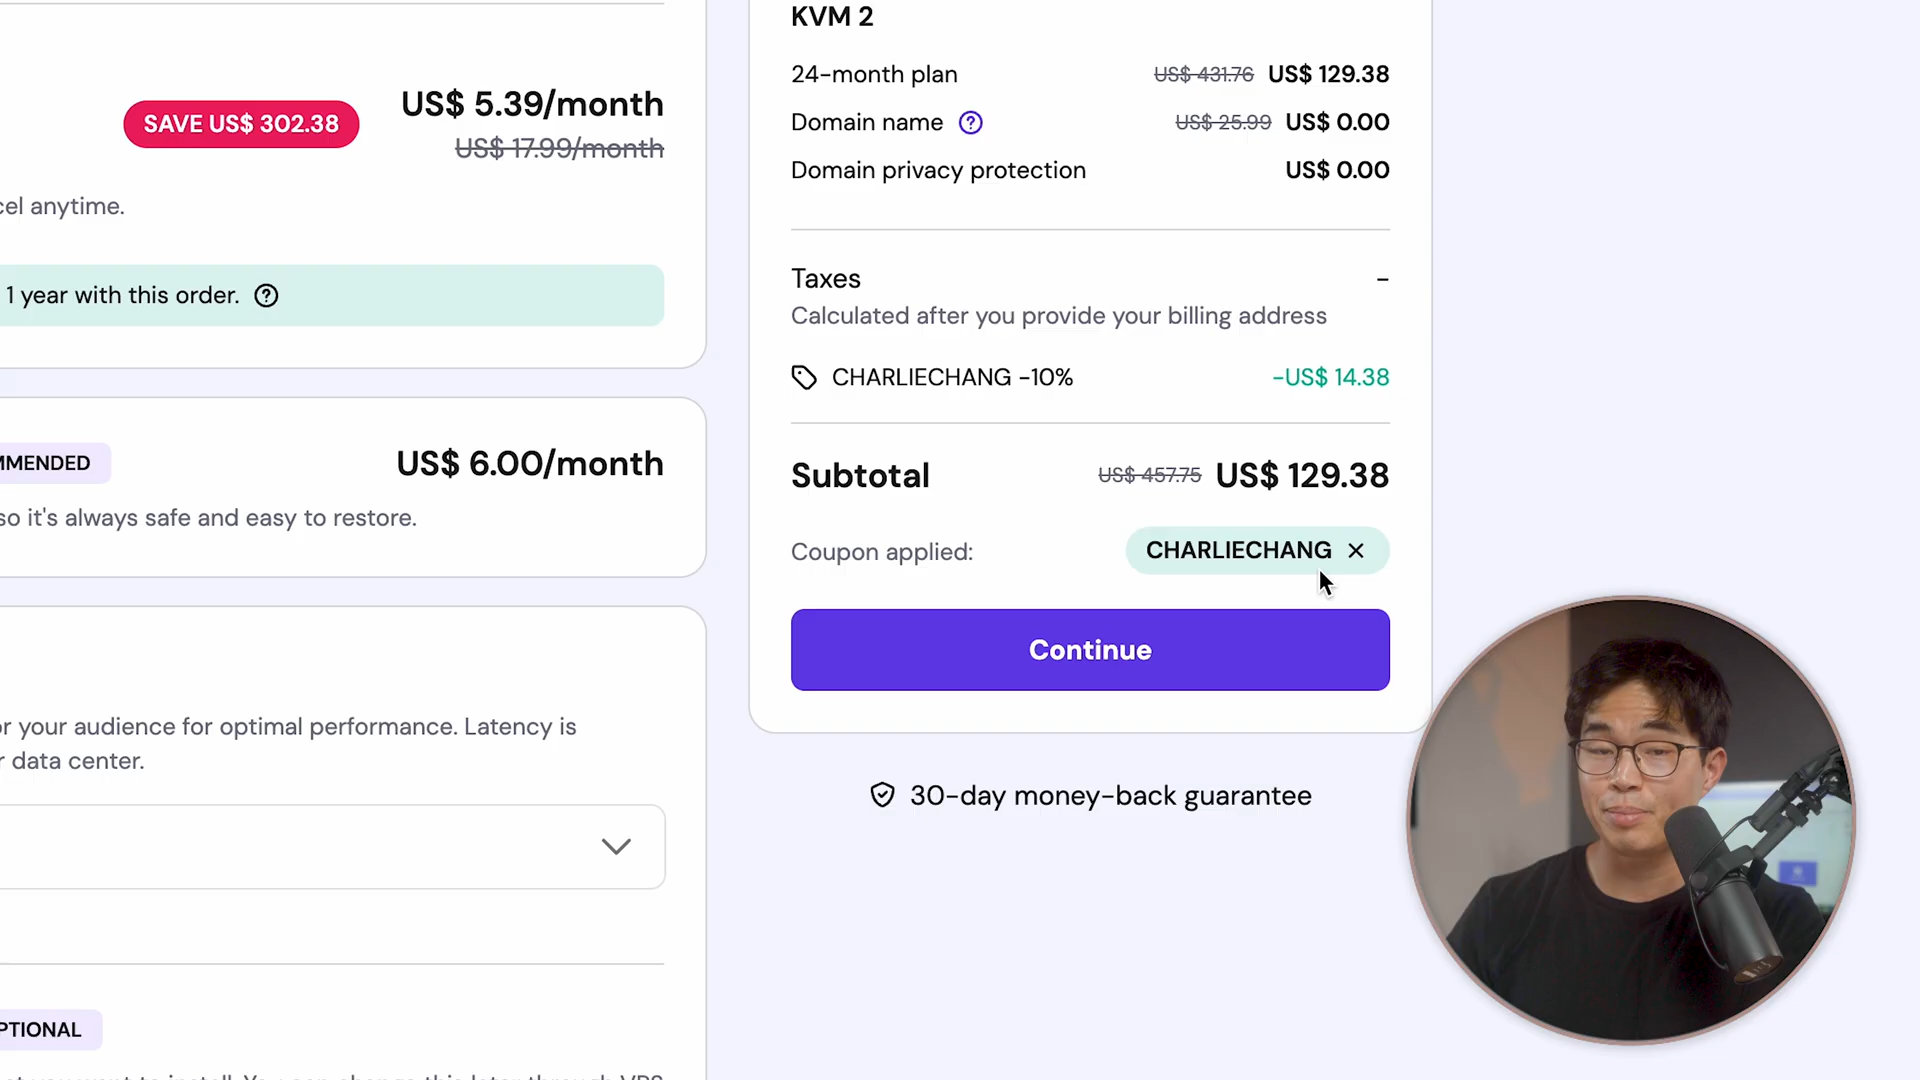 SAVE US$ 302.38
US$ 5.39/month
US$ 17.99/month
cel anytime.
1 year with this order.
MMENDED
US$ 6.00/month
so it's always safe and easy to restore.
or your audience for optimal performance. Latency is
r data center.
PTIONAL
KVM 2
24-month plan US$ 431.76 US$ 129.38
Domain name US$ 25.99 US$ 0.00
Domain privacy protection US$ 0.00
Taxes –
Calculated after you provide your billing address
CHARLIECHANG -10% -US$ 14.38
Subtotal US$ 457.75 US$ 129.38
Coupon applied: CHARLIECHANG
Continue
30-day money-back guarantee